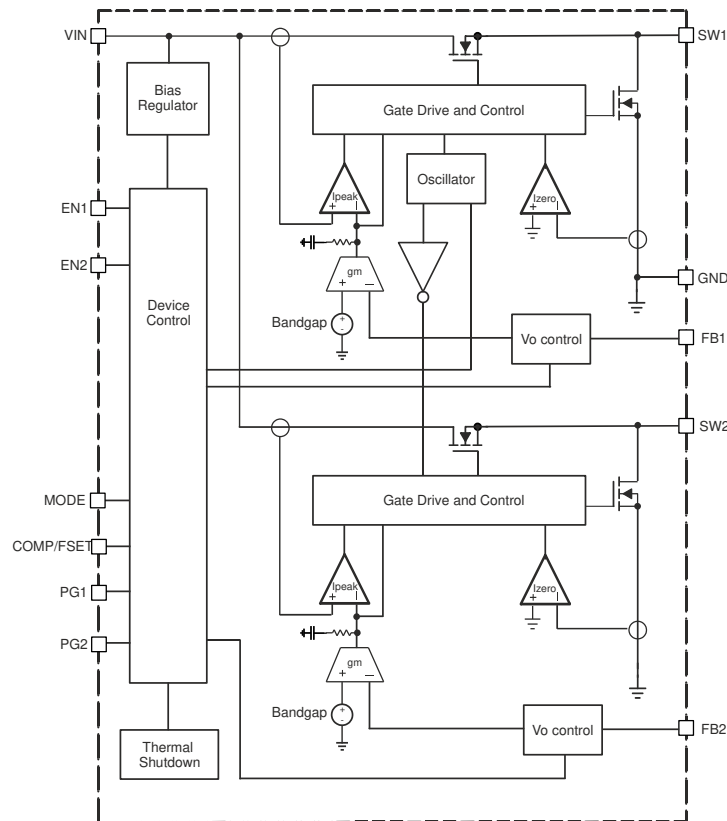 VIN
SW1
Bias
Regulator
Gate Drive and Control
Oscillator
Ipeak
+
Izero
+
EN1
EN2
gm
+ –
GND
Device
Control
Bandgap
+
-
Vo control
FB1
SW2
MODE
Gate Drive and Control
COMP/FSET
Ipeak
+
Izero
+
PG1
PG2
gm
+ –
Bandgap
+
-
Vo control
FB2
Thermal
Shutdown